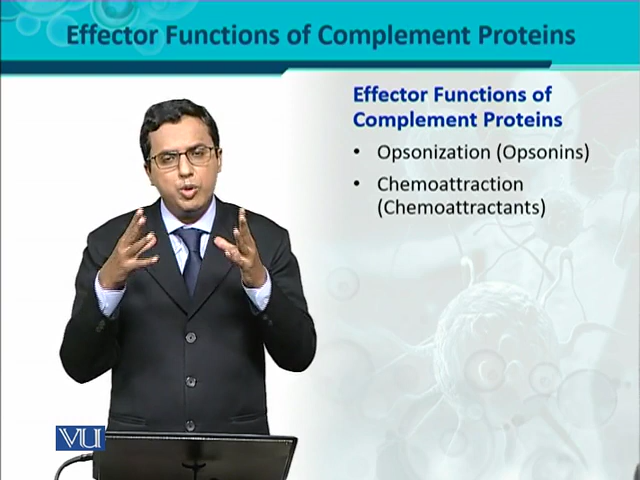 Effector Functions of Complement Proteins
Effector Functions of
Complement Proteins
• Opsonization (Opsonins)
• Chemoattraction
(Chemoattractants)
VU